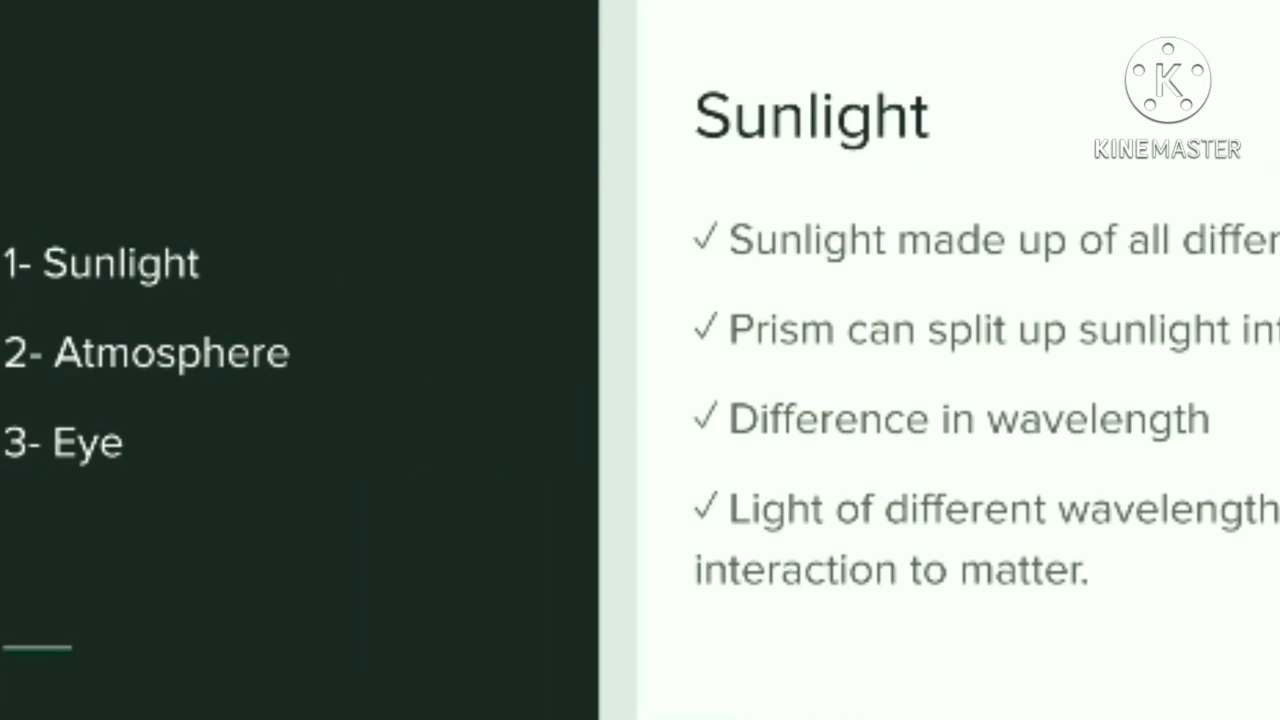 1- Sunlight
2- Atmosphere
3- Eye
Sunlight
✓ Sunlight made up of all differ
✓ Prism can split up sunlight in
✓ Difference in wavelength
✓ Light of different wavelength
interaction to matter.
K
KINEMASTER